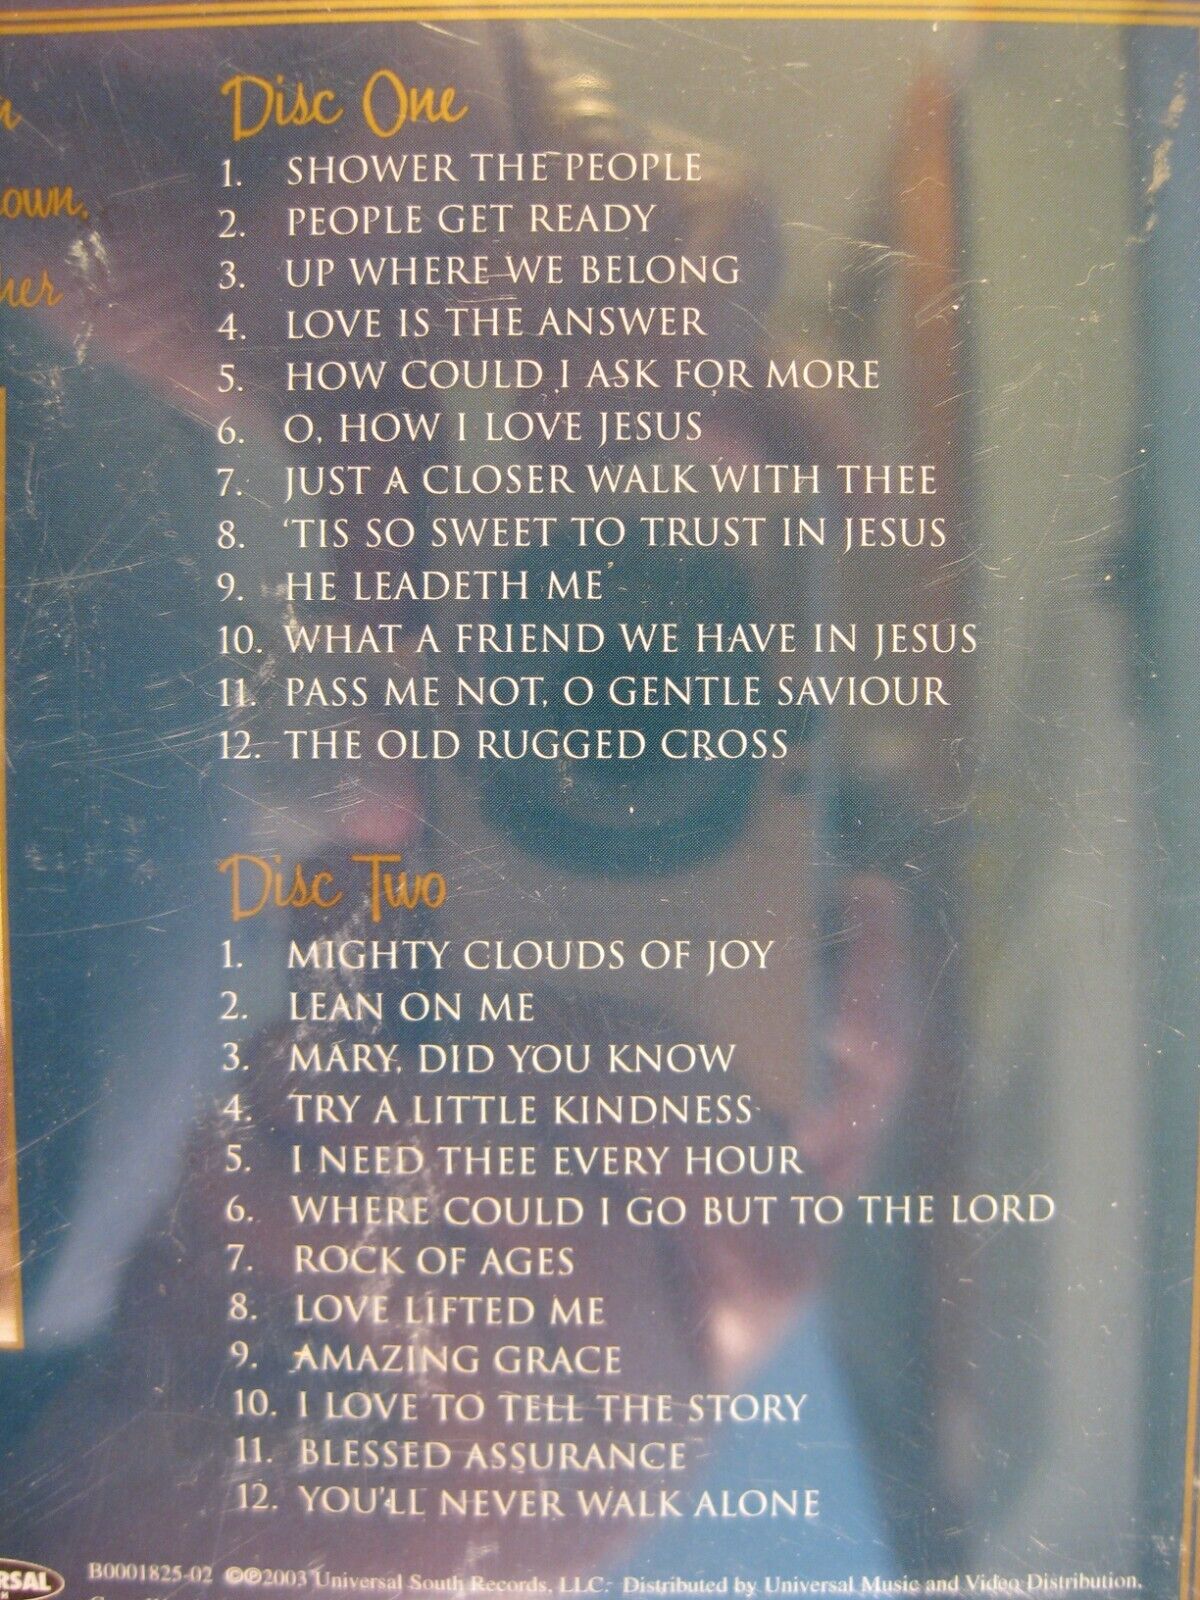 Disc One
1. SHOWER THE PEOPLE
2. PEOPLE GET READY
3. UP WHERE WE BELONG
4. LOVE IS THE ANSWER
5. HOW COULD I ASK FOR MORE
6. O, HOW I LOVE JESUS
7. JUST A CLOSER WALK WITH THEE
8. 'TIS SO SWEET TO TRUST IN JESUS
9. HE LEADETH ME
10. WHAT A FRIEND WE HAVE IN JESUS
11. PASS ME NOT, O GENTLE SAVIOUR
12. THE OLD RUGGED CROSS
Disc Two
1. MIGHTY CLOUDS OF JOY
2. LEAN ON ME
3. MARY, DID YOU KNOW
4. TRY A LITTLE KINDNESS
5. I NEED THEE EVERY HOUR
6. WHERE COULD I GO BUT TO THE LORD
7. ROCK OF AGES
8. LOVE LIFTED ME
9. AMAZING GRACE
10. I LOVE TO TELL THE STORY
11. BLESSED ASSURANCE
12. YOU'LL NEVER WALK ALONE
B0001825-02 ©℗2003 Universal South Records, LLC. Distributed by Universal Music and Video Distribution.